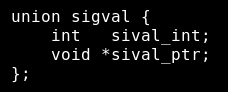 union sigval {
    int   sival_int;
    void *sival_ptr;
};